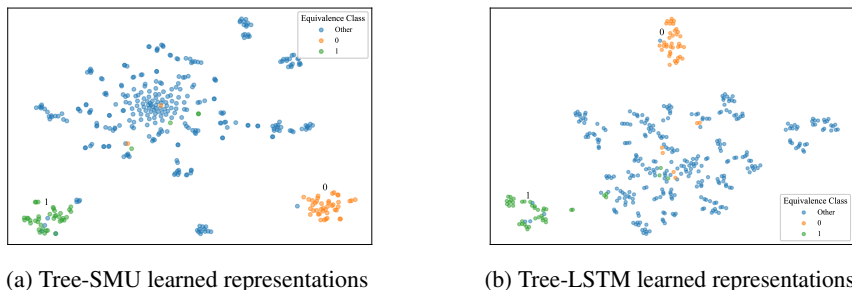 Equivalence Class
Other
0
1
0
1
(a) Tree-SMU learned representations
0
1
Equivalence Class
Other
0
1
(b) Tree-LSTM learned representations